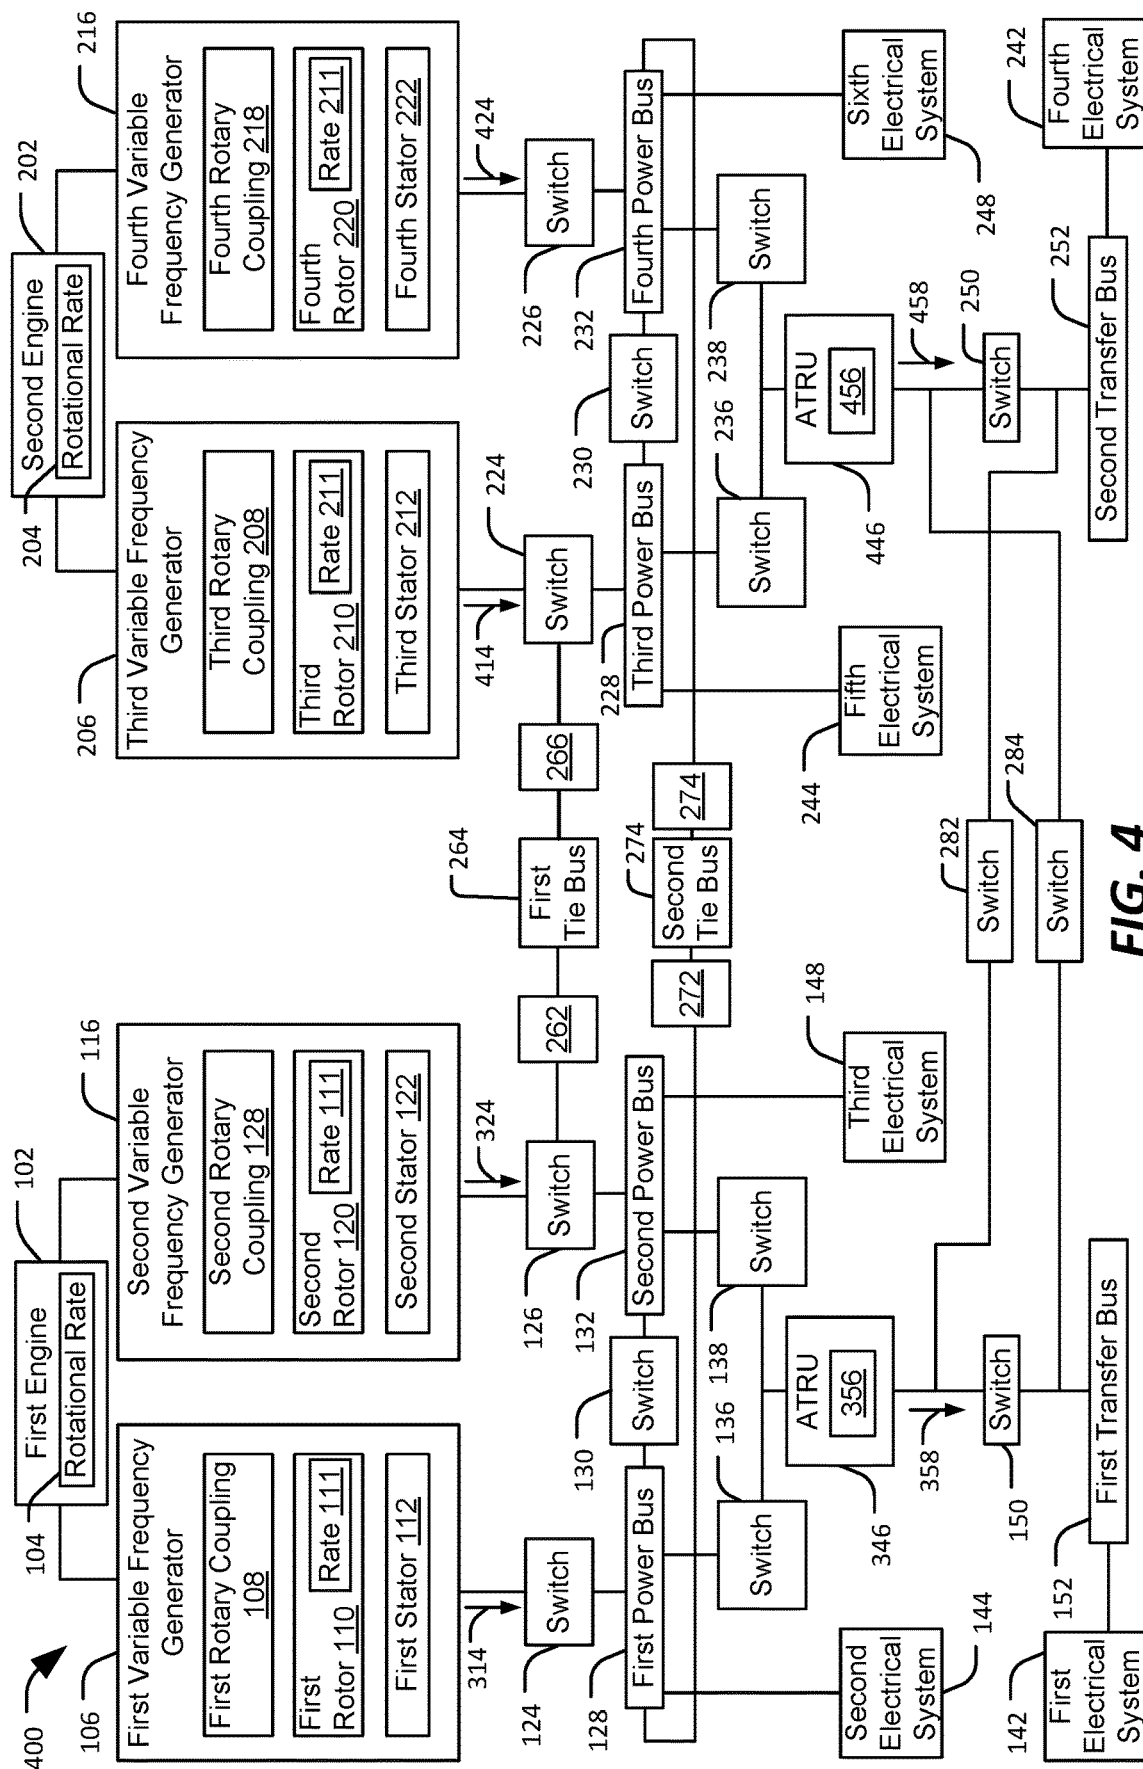 400
106
104
First Engine
Rotational Rate
102
116
First Variable Frequency
Generator
First Rotary Coupling
108
First
Rotor 110
Rate 111
First Stator 112
Second Variable
Frequency Generator
Second Rotary
Coupling 128
Second
Rotor 120
Rate 111
Second Stator 122
206
204
Second Engine
Rotational Rate
202
216
Third Variable Frequency
Generator
Third Rotary
Coupling 208
Third
Rotor 210
Rate 211
Third Stator 212
Fourth Variable
Frequency Generator
Fourth Rotary
Coupling 218
Fourth
Rotor 220
Rate 211
Fourth Stator 222
314
324
414
424
124
Switch
126
Switch
262
First
Tie Bus
264
266
Switch
224
226
Switch
128
First Power Bus
130
Switch
132
Second Power Bus
272
Second
Tie Bus
274
274
228
Third Power Bus
230
Switch
232
Fourth Power Bus
136
Switch
138
Switch
236
Switch
238
Switch
Second
Electrical
System
144
346
ATRU
356
Third
Electrical
System
148
Fifth
Electrical
System
244
446
ATRU
456
Sixth
Electrical
System
248
358
458
150
Switch
282
Switch
284
Switch
250
Switch
142
First
Electrical
System
152
First Transfer Bus
Second Transfer Bus
252
Fourth
Electrical
System
242
FIG. 4